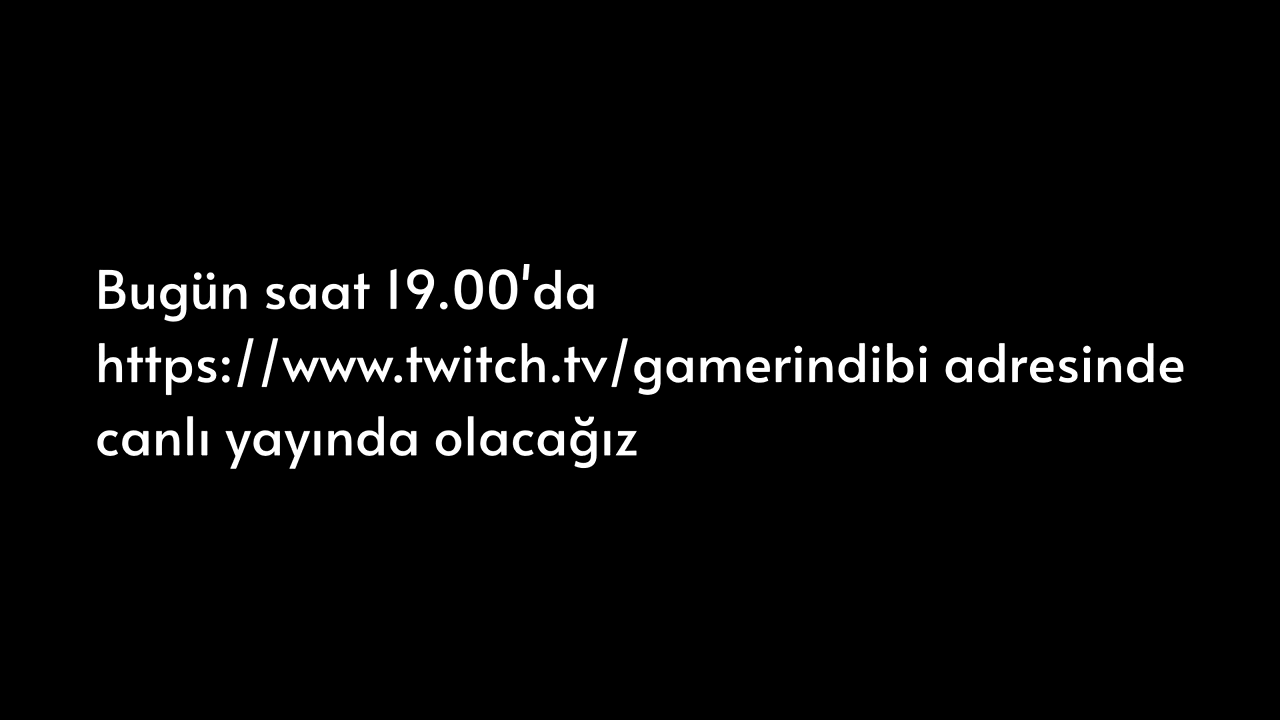 Bugün saat 19.00'da
https://www.twitch.tv/gamerindibi adresinde
canlı yayında olacağız